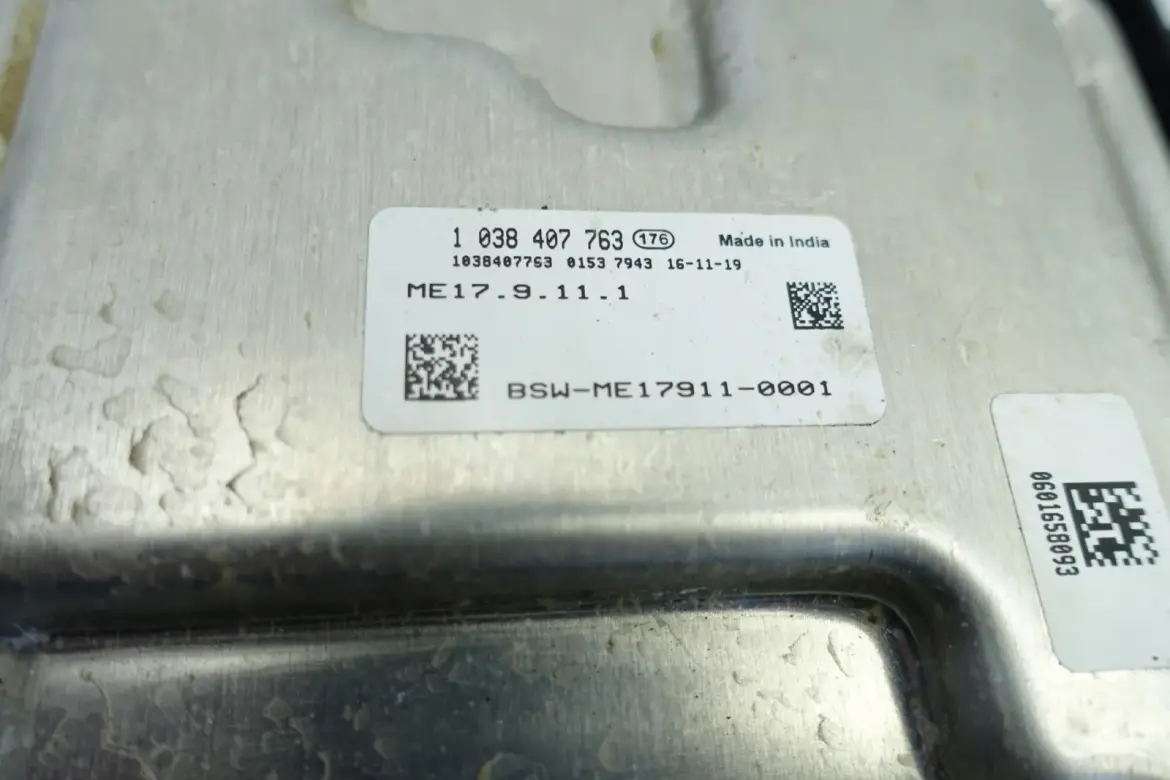 1 038 407 763 176 Made in India
1038407763 0153 7943 16-11-19
ME17.9.11.1
BSW-ME17911-0001
0601658093